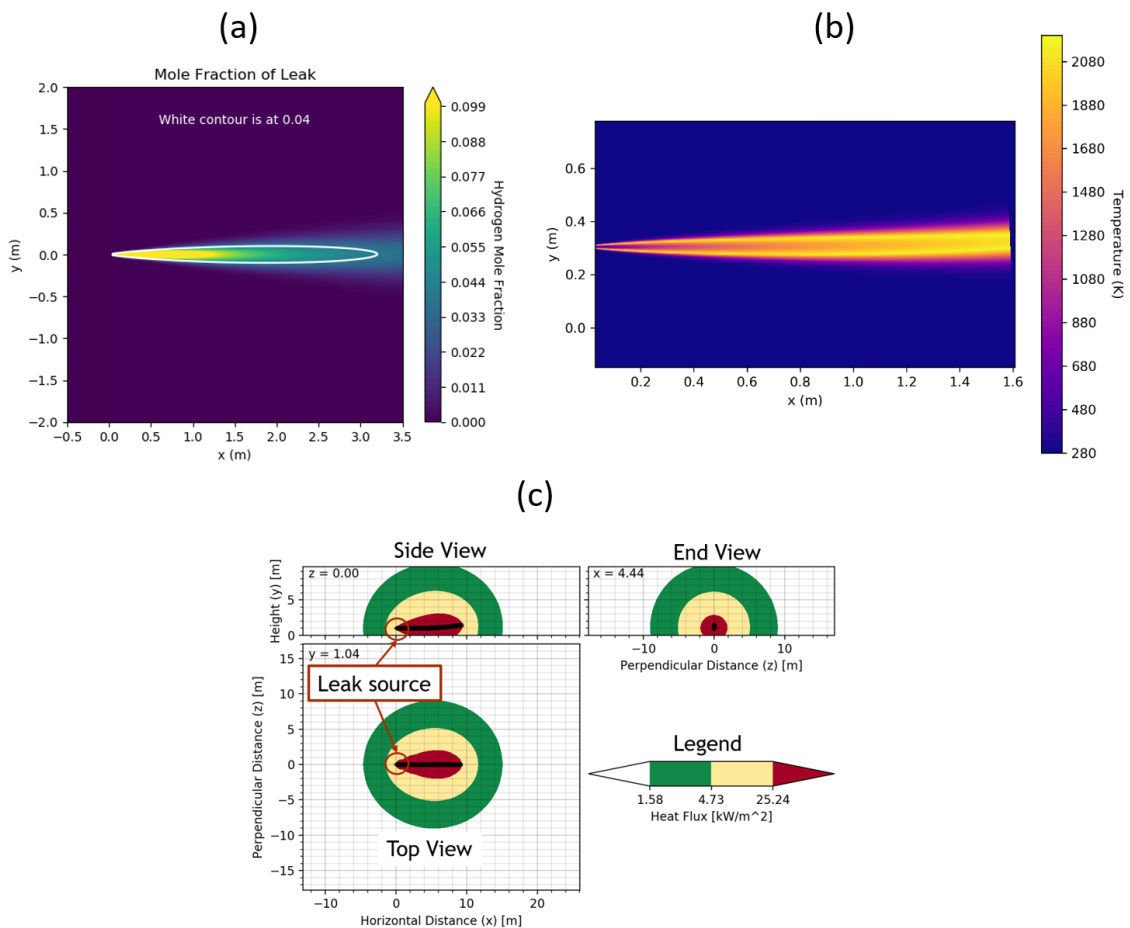 (a)
Mole Fraction of Leak
White contour is at 0.04
2.0
1.5
1.0
0.5
0.0
−0.5
−1.0
−1.5
−2.0
y (m)
−0.5 0.0 0.5 1.0 1.5 2.0 2.5 3.0 3.5
x (m)
0.099
0.088
0.077
0.066
0.055
0.044
0.033
0.022
0.011
0.000
Hydrogen Mole Fraction
(b)
0.6
0.4
0.2
0.0
y (m)
0.2 0.4 0.6 0.8 1.0 1.2 1.4 1.6
x (m)
2080
1880
1680
1480
1280
1080
880
680
480
280
Temperature (K)
(c)
Side View
z = 0.00
5
0
Height (y) [m]
End View
x = 4.44
−10 0 10
Perpendicular Distance (z) [m]
y = 1.04
Leak source
15
10
5
0
−5
−10
−15
Perpendicular Distance (z) [m]
Top View
−10 0 10 20
Horizontal Distance (x) [m]
Legend
1.58 4.73 25.24
Heat Flux [kW/m^2]